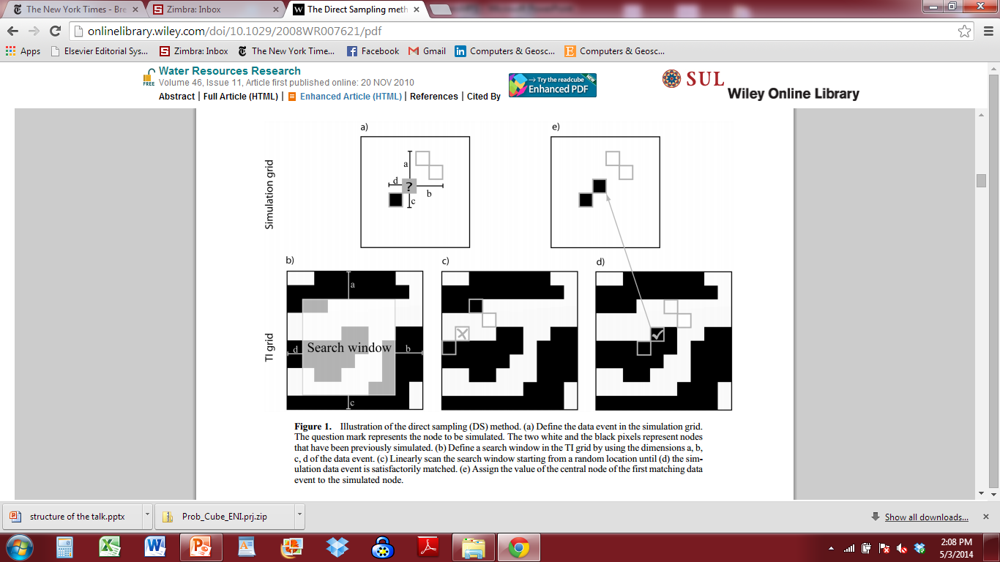 The New York Times - Bre
Zimbra: Inbox
The Direct Sampling meth
onlinelibrary.wiley.com/doi/10.1029/2008WR007621/pdf
Apps
Elsevier Editorial Sys...
Zimbra: Inbox
The New York Time...
Facebook
Gmail
Computers & Geosc...
Computers & Geosc...
FREE
Water Resources Research
Volume 46, Issue 11, Article first published online: 20 NOV 2010
Abstract | Full Article (HTML) | Enhanced Article (HTML) | References | Cited By
Try the readcube
Enhanced PDF
NEW
SUL
Wiley Online Library
a)
e)
Simulation grid
a
d
?
b
c
b)
c)
d)
TI grid
a
d
Search window
b
c
Figure 1. Illustration of the direct sampling (DS) method. (a) Define the data event in the simulation grid.
The question mark represents the node to be simulated. The two white and the black pixels represent nodes
that have been previously simulated. (b) Define a search window in the TI grid by using the dimensions a, b,
c, d of the data event. (c) Linearly scan the search window starting from a random location until (d) the sim-
ulation data event is satisfactorily matched. (e) Assign the value of the central node of the first matching data
event to the simulated node.
structure of the talk.pptx
Prob_Cube_ENI.prj.zip
Show all downloads...
2:08 PM
5/3/2014